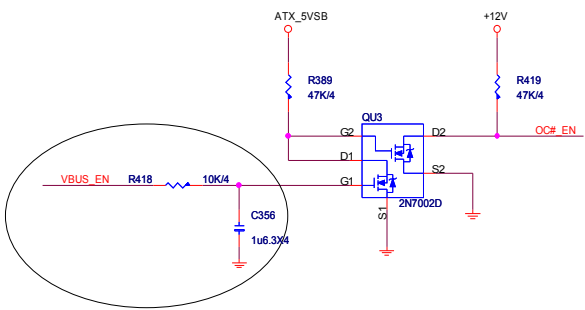 ATX_5VSB
+12V
R389
47K/4
R419
47K/4
QU3
G2
D2
OC#_EN
D1
S2
VBUS_EN
R418
10K/4
G1
2N7002D
S1
C356
1u6.3X4